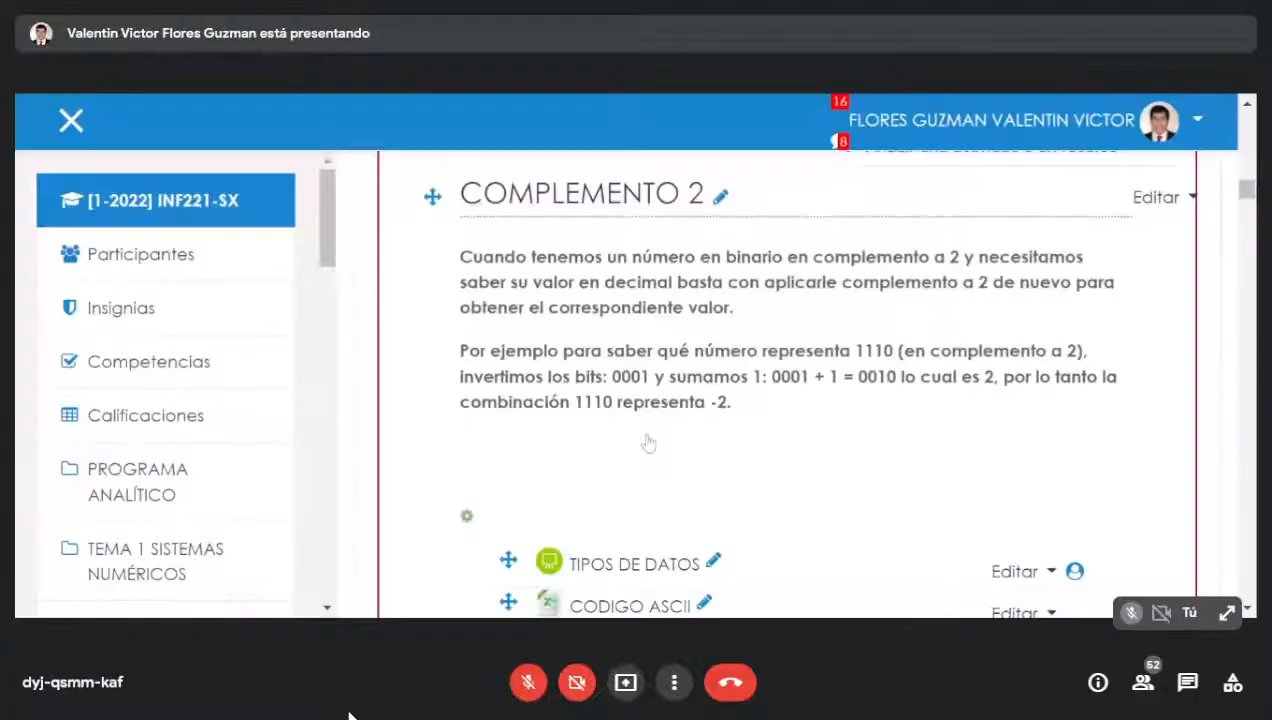 Valentin Victor Flores Guzman está presentando
16
8
FLORES GUZMAN VALENTIN VICTOR
[1-2022] INF221-SX
Participantes
Insignias
Competencias
Calificaciones
PROGRAMA
ANALÍTICO
TEMA 1 SISTEMAS
NUMÉRICOS
COMPLEMENTO 2
Editar
Cuando tenemos un número en binario en complemento a 2 y necesitamos
saber su valor en decimal basta con aplicarle complemento a 2 de nuevo para
obtener el correspondiente valor.
Por ejemplo para saber qué número representa 1110 (en complemento a 2),
invertimos los bits: 0001 y sumamos 1: 0001 + 1 = 0010 lo cual es 2, por lo tanto la
combinación 1110 representa -2.
TIPOS DE DATOS
Editar
CODIGO ASCII
Editar
Tú
dyj-qsmm-kaf
52